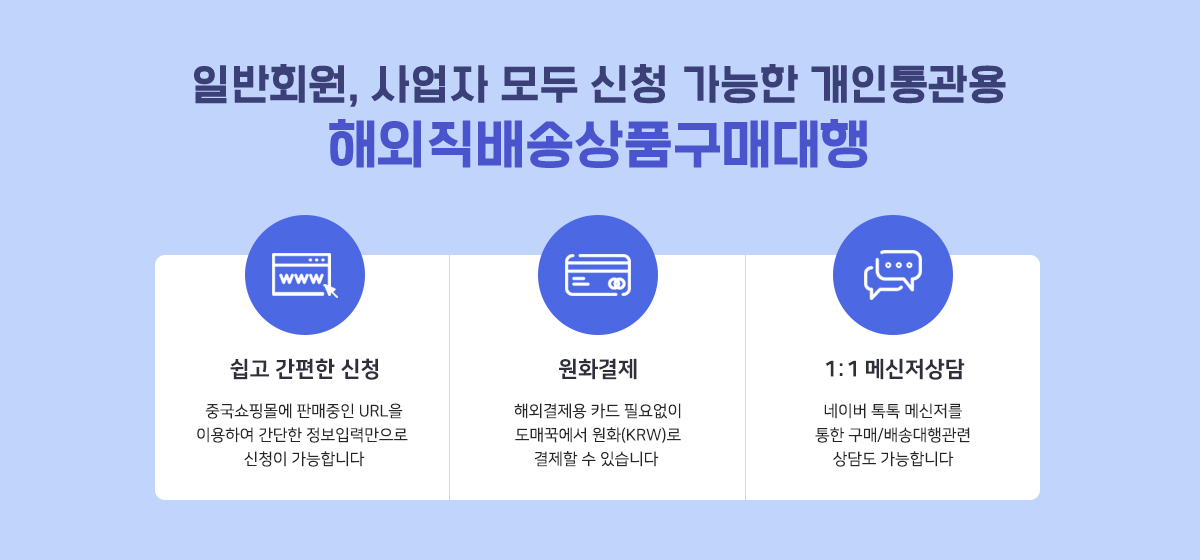 일반회원, 사업자 모두 신청 가능한 개인통관용
해외직배송상품구매대행
www
쉽고 간편한 신청
중국쇼핑몰에 판매중인 URL을
이용하여 간단한 정보입력만으로
신청이 가능합니다
원화결제
해외결제용 카드 필요없이
도매꾹에서 원화(KRW)로
결제할 수 있습니다
1:1 메신저상담
네이버 톡톡 메신저를
통한 구매/배송대행관련
상담도 가능합니다